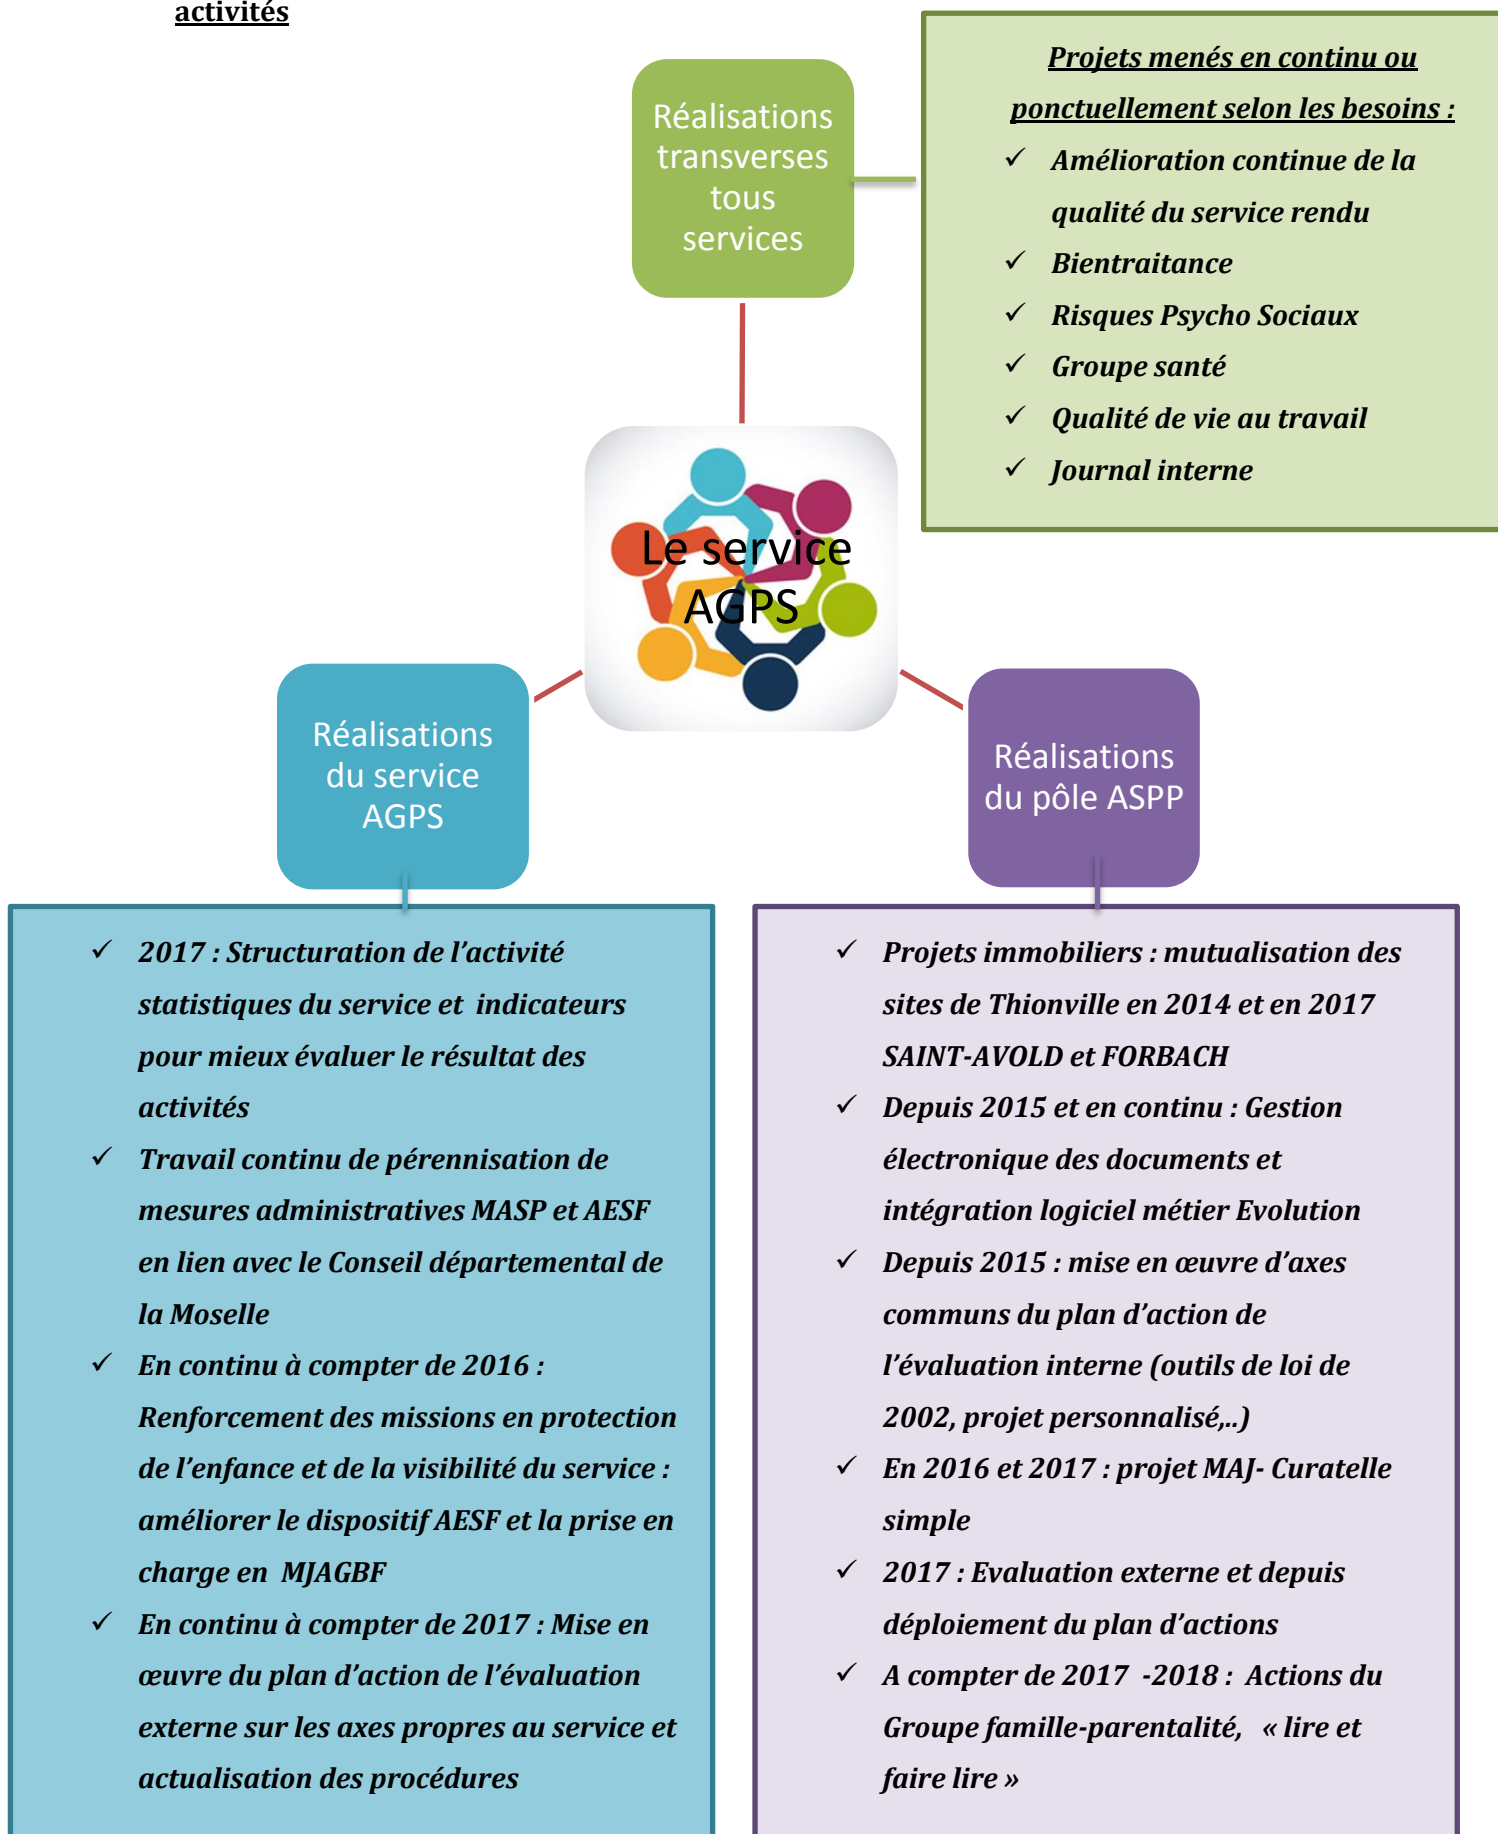 activités
Réalisations
transverses
tous
services
Projets menés en continu ou
ponctuellement selon les besoins :
✓ Amélioration continue de la
qualité du service rendu
✓ Bientraitance
✓ Risques Psycho Sociaux
✓ Groupe santé
✓ Qualité de vie au travail
✓ Journal interne
Le service
AGPS
Réalisations
du service
AGPS
Réalisations
du pôle ASPP
✓ 2017 : Structuration de l’activité
statistiques du service et indicateurs
pour mieux évaluer le résultat des
activités
✓ Travail continu de pérennisation de
mesures administratives MASP et AESF
en lien avec le Conseil départemental de
la Moselle
✓ En continu à compter de 2016 :
Renforcement des missions en protection
de l’enfance et de la visibilité du service :
améliorer le dispositif AESF et la prise en
charge en MJAGBF
✓ En continu à compter de 2017 : Mise en
œuvre du plan d’action de l’évaluation
externe sur les axes propres au service et
actualisation des procédures
✓ Projets immobiliers : mutualisation des
sites de Thionville en 2014 et en 2017
SAINT-AVOLD et FORBACH
✓ Depuis 2015 et en continu : Gestion
électronique des documents et
intégration logiciel métier Evolution
✓ Depuis 2015 : mise en œuvre d’axes
communs du plan d’action de
l’évaluation interne (outils de loi de
2002, projet personnalisé,..)
✓ En 2016 et 2017 : projet MAJ- Curatelle
simple
✓ 2017 : Evaluation externe et depuis
déploiement du plan d’actions
✓ A compter de 2017 -2018 : Actions du
Groupe famille-parentalité, « lire et
faire lire »